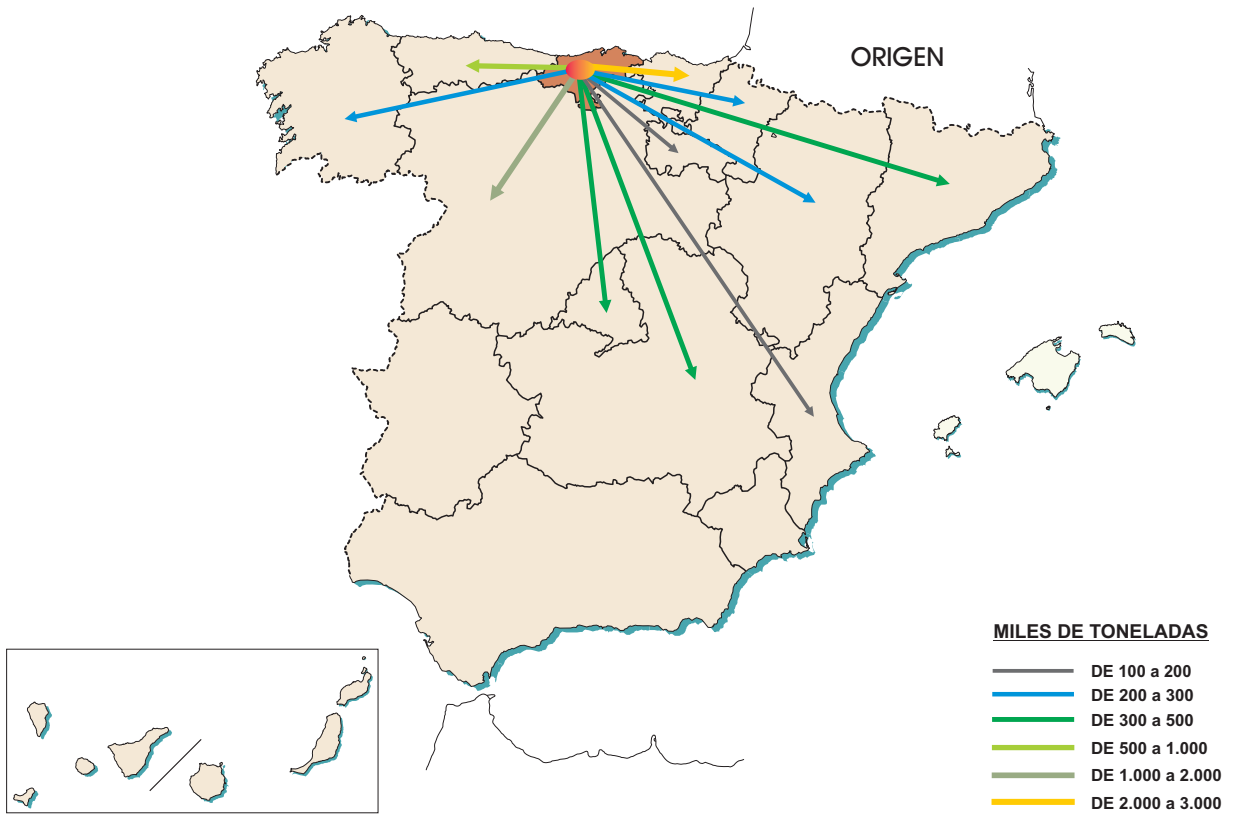 ORIGEN
MILES DE TONELADAS
DE 100 a 200
DE 200 a 300
DE 300 a 500
DE 500 a 1.000
DE 1.000 a 2.000
DE 2.000 a 3.000